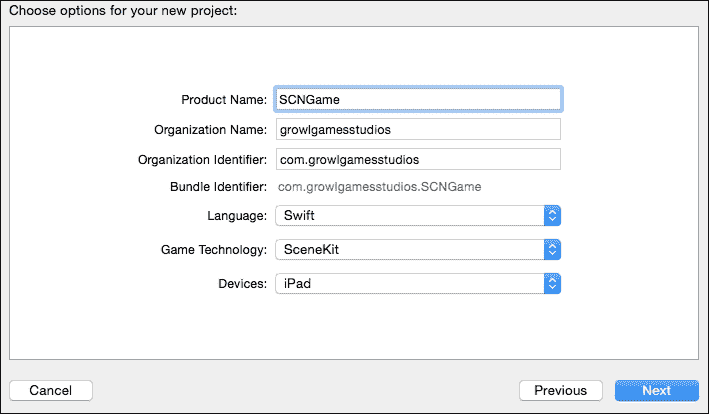 Choose options for your new project:
Product Name: SCNGame
Organization Name: growlgamesstudios
Organization Identifier: com.growlgamesstudios
Bundle Identifier: com.growlgamesstudios.SCNGame
Language: Swift
Game Technology: SceneKit
Devices: iPad
Cancel Previous Next